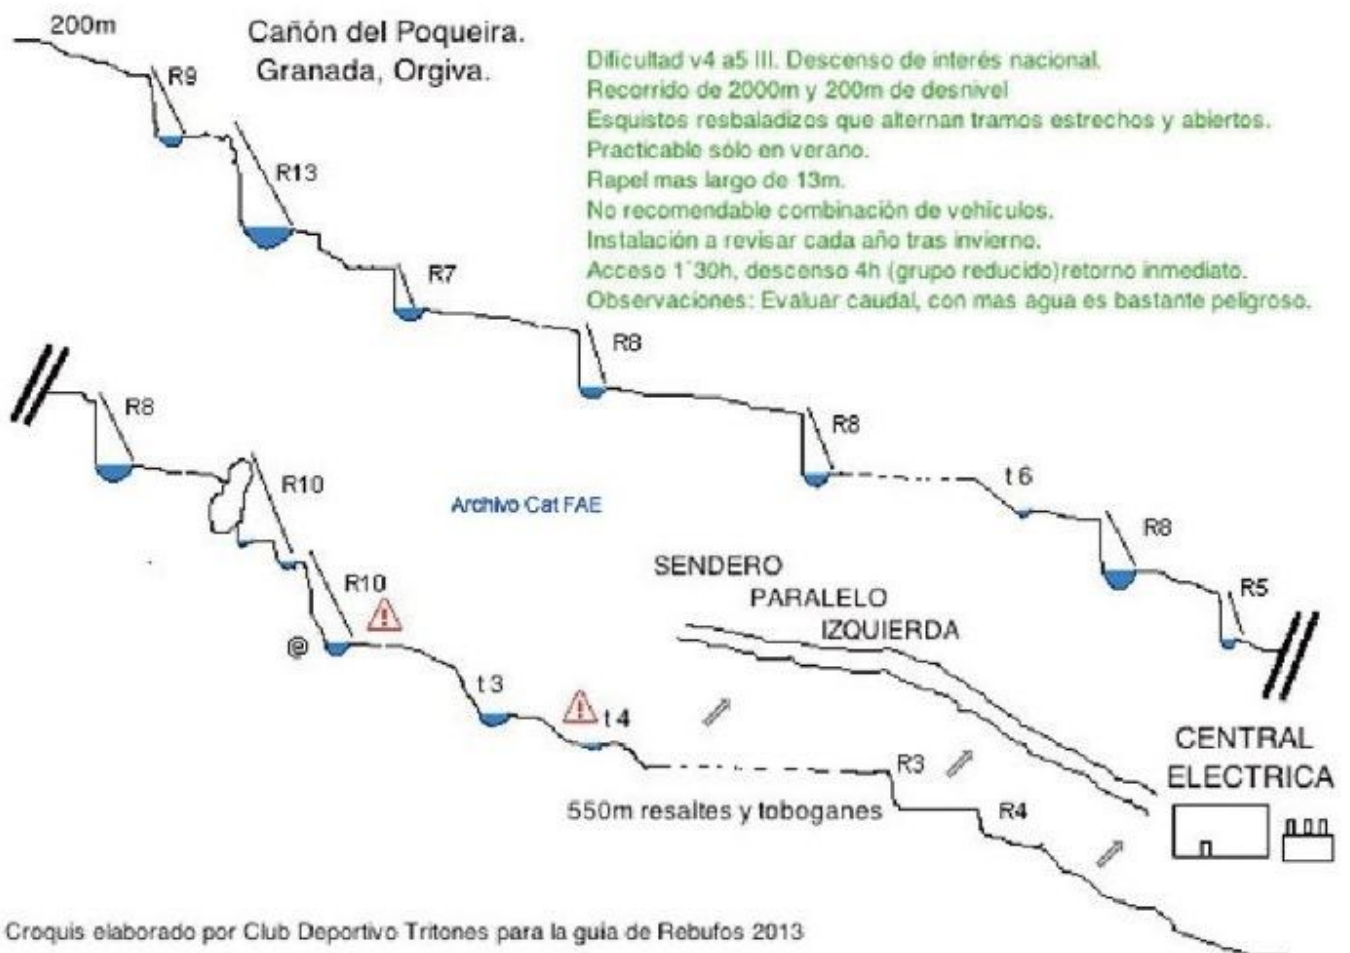 200m
Cañón del Poqueira.
Granada, Orgiva.
Dificultad v4 a5 III. Descenso de interés nacional.
Recorrido de 2000m y 200m de desnivel
Esquistos resbaladizos que alternan tramos estrechos y abiertos.
Practicable sólo en verano.
Rapel mas largo de 13m.
No recomendable combinación de vehículos.
Instalación a revisar cada año tras invierno.
Acceso 1´30h, descenso 4h (grupo reducido)retorno inmediato.
Observaciones: Evaluar caudal, con mas agua es bastante peligroso.
R9
R13
R7
R8
R8
t 6
R8
R5
R8
R10
R10
@
t 3
t 4
Archivo Cat FAE
SENDERO
PARALELO
IZQUIERDA
550m resaltes y toboganes
R3
R4
CENTRAL
ELECTRICA
Croquis elaborado por Club Deportivo Tritones para la guia de Rebufos 2013